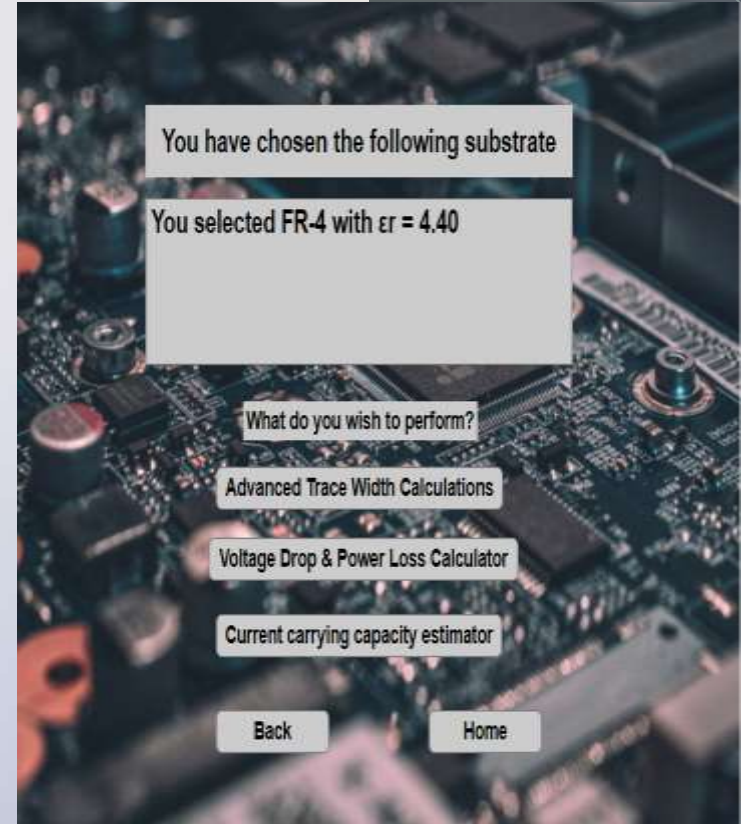 You have chosen the following substrate
You selected FR-4 with εr = 4.40
What do you wish to perform?
Advanced Trace Width Calculations
Voltage Drop & Power Loss Calculator
Current carrying capacity estimator
Back
Home